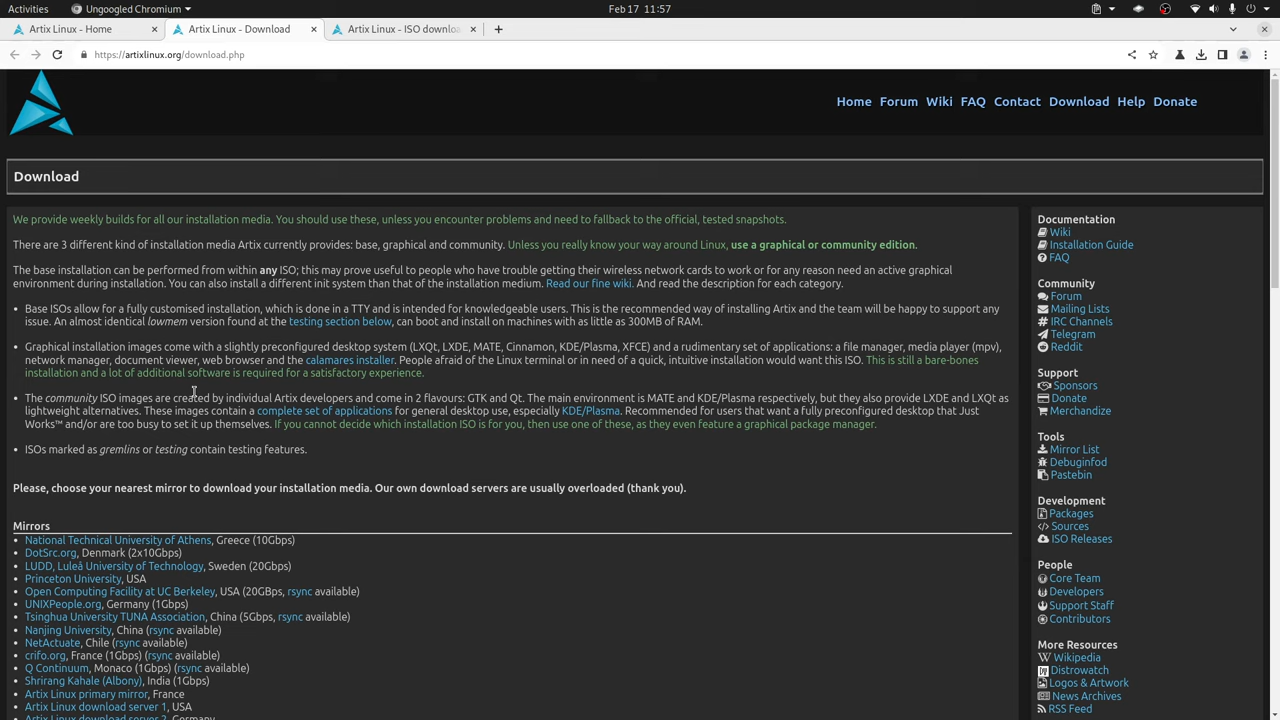 Activities
Ungoogled Chromium
Feb 17 11:57
Artix Linux - Home
Artix Linux - Download
Artix Linux - ISO downloa
https://artixlinux.org/download.php
Home Forum Wiki FAQ Contact Download Help Donate
Download
We provide weekly builds for all our installation media. You should use these, unless you encounter problems and need to fallback to the official, tested snapshots.
There are 3 different kind of installation media Artix currently provides: base, graphical and community. Unless you really know your way around Linux, use a graphical or community edition.
The base installation can be performed from within any ISO; this may prove useful to people who have trouble getting their wireless network cards to work or for any reason need an active graphical
environment during installation. You can also install a different init system than that of the installation medium. Read our fine wiki. And read the description for each category.
• Base ISOs allow for a fully customised installation, which is done in a TTY and is intended for knowledgeable users. This is the recommended way of installing Artix and the team will be happy to support any
issue. An almost identical lowmem version found at the testing section below, can boot and install on machines with as little as 300MB of RAM.
• Graphical installation images come with a slightly preconfigured desktop system (LXQt, LXDE, MATE, Cinnamon, KDE/Plasma, XFCE) and a rudimentary set of applications: a file manager, media player (mpv),
network manager, document viewer, web browser and the calamares installer. People afraid of the Linux terminal or in need of a quick, intuitive installation would want this ISO. This is still a bare-bones
installation and a lot of additional software is required for a satisfactory experience.
• The community ISO images are created by individual Artix developers and come in 2 flavours: GTK and Qt. The main environment is MATE and KDE/Plasma respectively, but they also provide LXDE and LXQt as
lightweight alternatives. These images contain a complete set of applications for general desktop use, especially KDE/Plasma. Recommended for users that want a fully preconfigured desktop that Just
Works™ and/or are too busy to set it up themselves. If you cannot decide which installation ISO is for you, then use one of these, as they even feature a graphical package manager.
• ISOs marked as gremlins or testing contain testing features.
Please, choose your nearest mirror to download your installation media. Our own download servers are usually overloaded (thank you).
Mirrors
• National Technical University of Athens, Greece (10Gbps)
• DotSrc.org, Denmark (2x10Gbps)
• LUDD, Luleå University of Technology, Sweden (20Gbps)
• Princeton University, USA
• Open Computing Facility at UC Berkeley, USA (20GBps, rsync available)
• UNIXPeople.org, Germany (1Gbps)
• Tsinghua University TUNA Association, China (5Gbps, rsync available)
• Nanjing University, China (rsync available)
• NetActuate, Chile (rsync available)
• crifo.org, France (1Gbps) (rsync available)
• Q Continuum, Monaco (1Gbps) (rsync available)
• Shrirang Kahale (Albony), India (1Gbps)
• Artix Linux primary mirror, France
• Artix Linux download server 1, USA
• Artix Linux download server 2, Germany
Documentation
Wiki
Installation Guide
FAQ
Community
Forum
Mailing Lists
IRC Channels
Telegram
Reddit
Support
Sponsors
Donate
Merchandize
Tools
Mirror List
Debuginfod
Pastebin
Development
Packages
Sources
ISO Releases
People
Core Team
Developers
Support Staff
Contributors
More Resources
Wikipedia
Distrowatch
Logos & Artwork
News Archives
RSS Feed